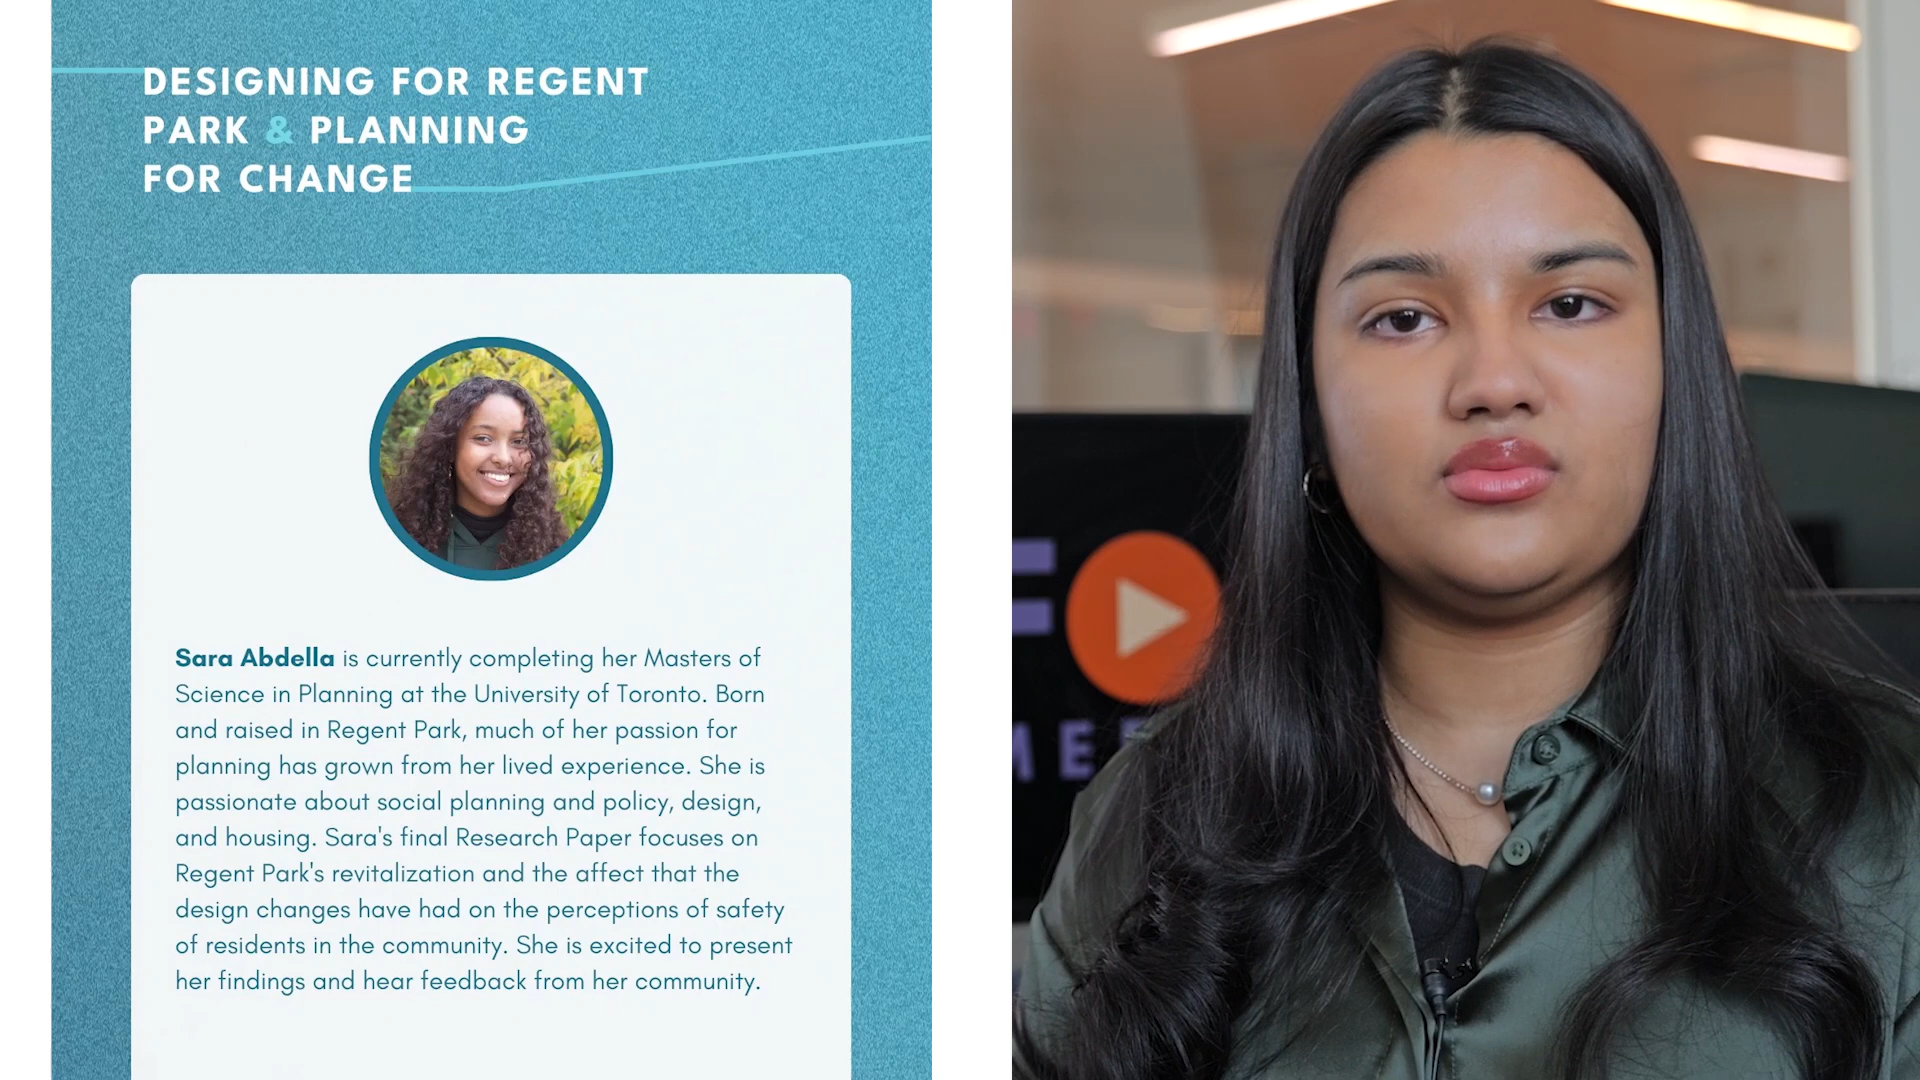 DESIGNING FOR REGENT
PARK & PLANNING
FOR CHANGE
Sara Abdella is currently completing her Masters of
Science in Planning at the University of Toronto. Born
and raised in Regent Park, much of her passion for
planning has grown from her lived experience. She is
passionate about social planning and policy, design,
and housing. Sara's final Research Paper focuses on
Regent Park's revitalization and the affect that the
design changes have had on the perceptions of safety
of residents in the community. She is excited to present
her findings and hear feedback from her community.